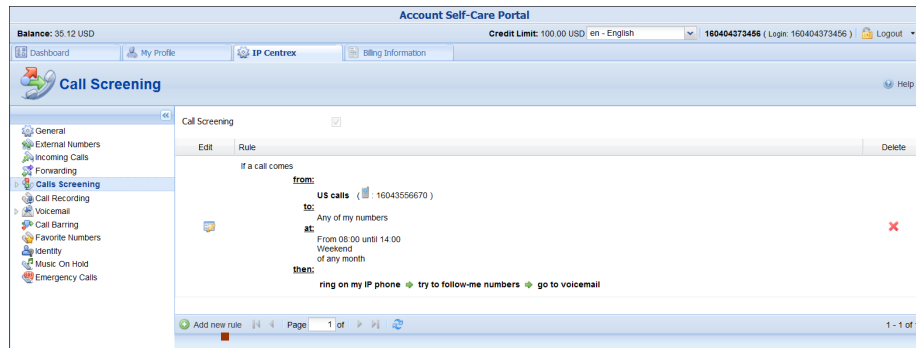 Account Self-Care Portal
Balance: 35.12 USD
Credit Limit: 100.00 USD en - English 160404373456 ( Login: 160404373456 ) Logout
Dashboard My Profile IP Centrex Billing Information
Call Screening Help
General
External Numbers
Incoming Calls
Forwarding
Calls Screening
Call Recording
Voicemail
Call Barring
Favorite Numbers
Identity
Music On Hold
Emergency Calls
Call Screening
Edit Rule Delete
If a call comes
from:
US calls ( : 16043556670 )
to:
Any of my numbers
at:
From 08:00 until 14:00
Weekend
of any month
then:
ring on my IP phone try to follow-me numbers go to voicemail
Add new rule Page 1 of 1 - 1 of